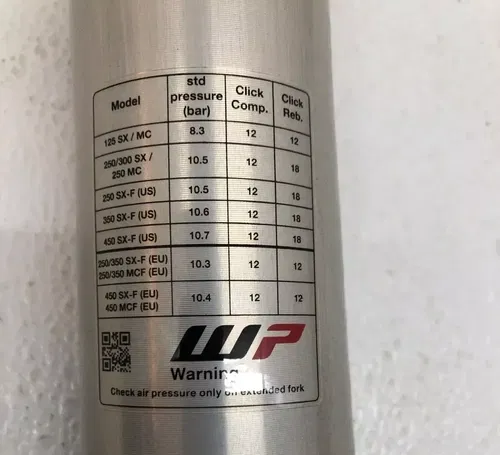 Model std pressure (bar) Click Comp. Click Reb.
125 SX / MC 8.3 12 12
250/300 SX / 250 MC 10.5 12 18
250 SX-F (US) 10.5 12 18
350 SX-F (US) 10.6 12 18
450 SX-F (US) 10.7 12 18
250/350 SX-F (EU) 250/350 MCF (EU) 10.3 12 12
450 SX-F (EU) 450 MCF (EU) 10.4 12 12
WP
Warning
Check air pressure only on extended fork